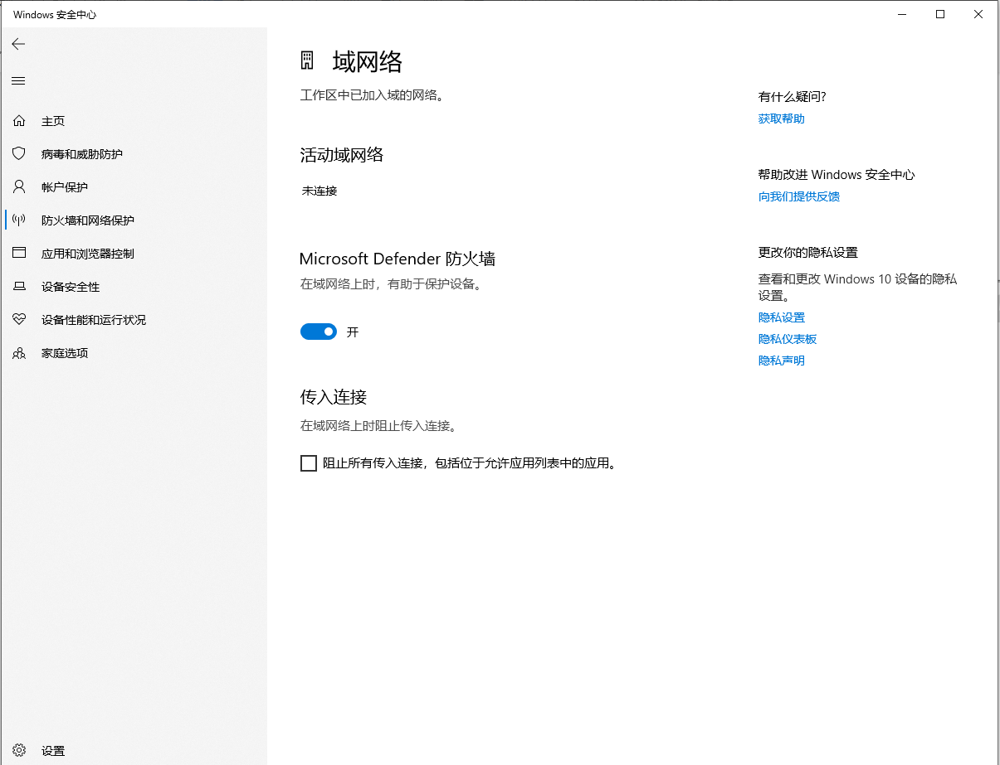 Windows 安全中心
主页
病毒和威胁防护
帐户保护
防火墙和网络保护
应用和浏览器控制
设备安全性
设备性能和运行状况
家庭选项
设置
域网络
工作区中已加入域的网络。
活动域网络
未连接
Microsoft Defender 防火墙
在域网络上时，有助于保护设备。
开
传入连接
在域网络上时阻止传入连接。
阻止所有传入连接，包括位于允许应用列表中的应用。
有什么疑问?
获取帮助
帮助改进 Windows 安全中心
向我们提供反馈
更改你的隐私设置
查看和更改 Windows 10 设备的隐私
设置。
隐私设置
隐私仪表板
隐私声明